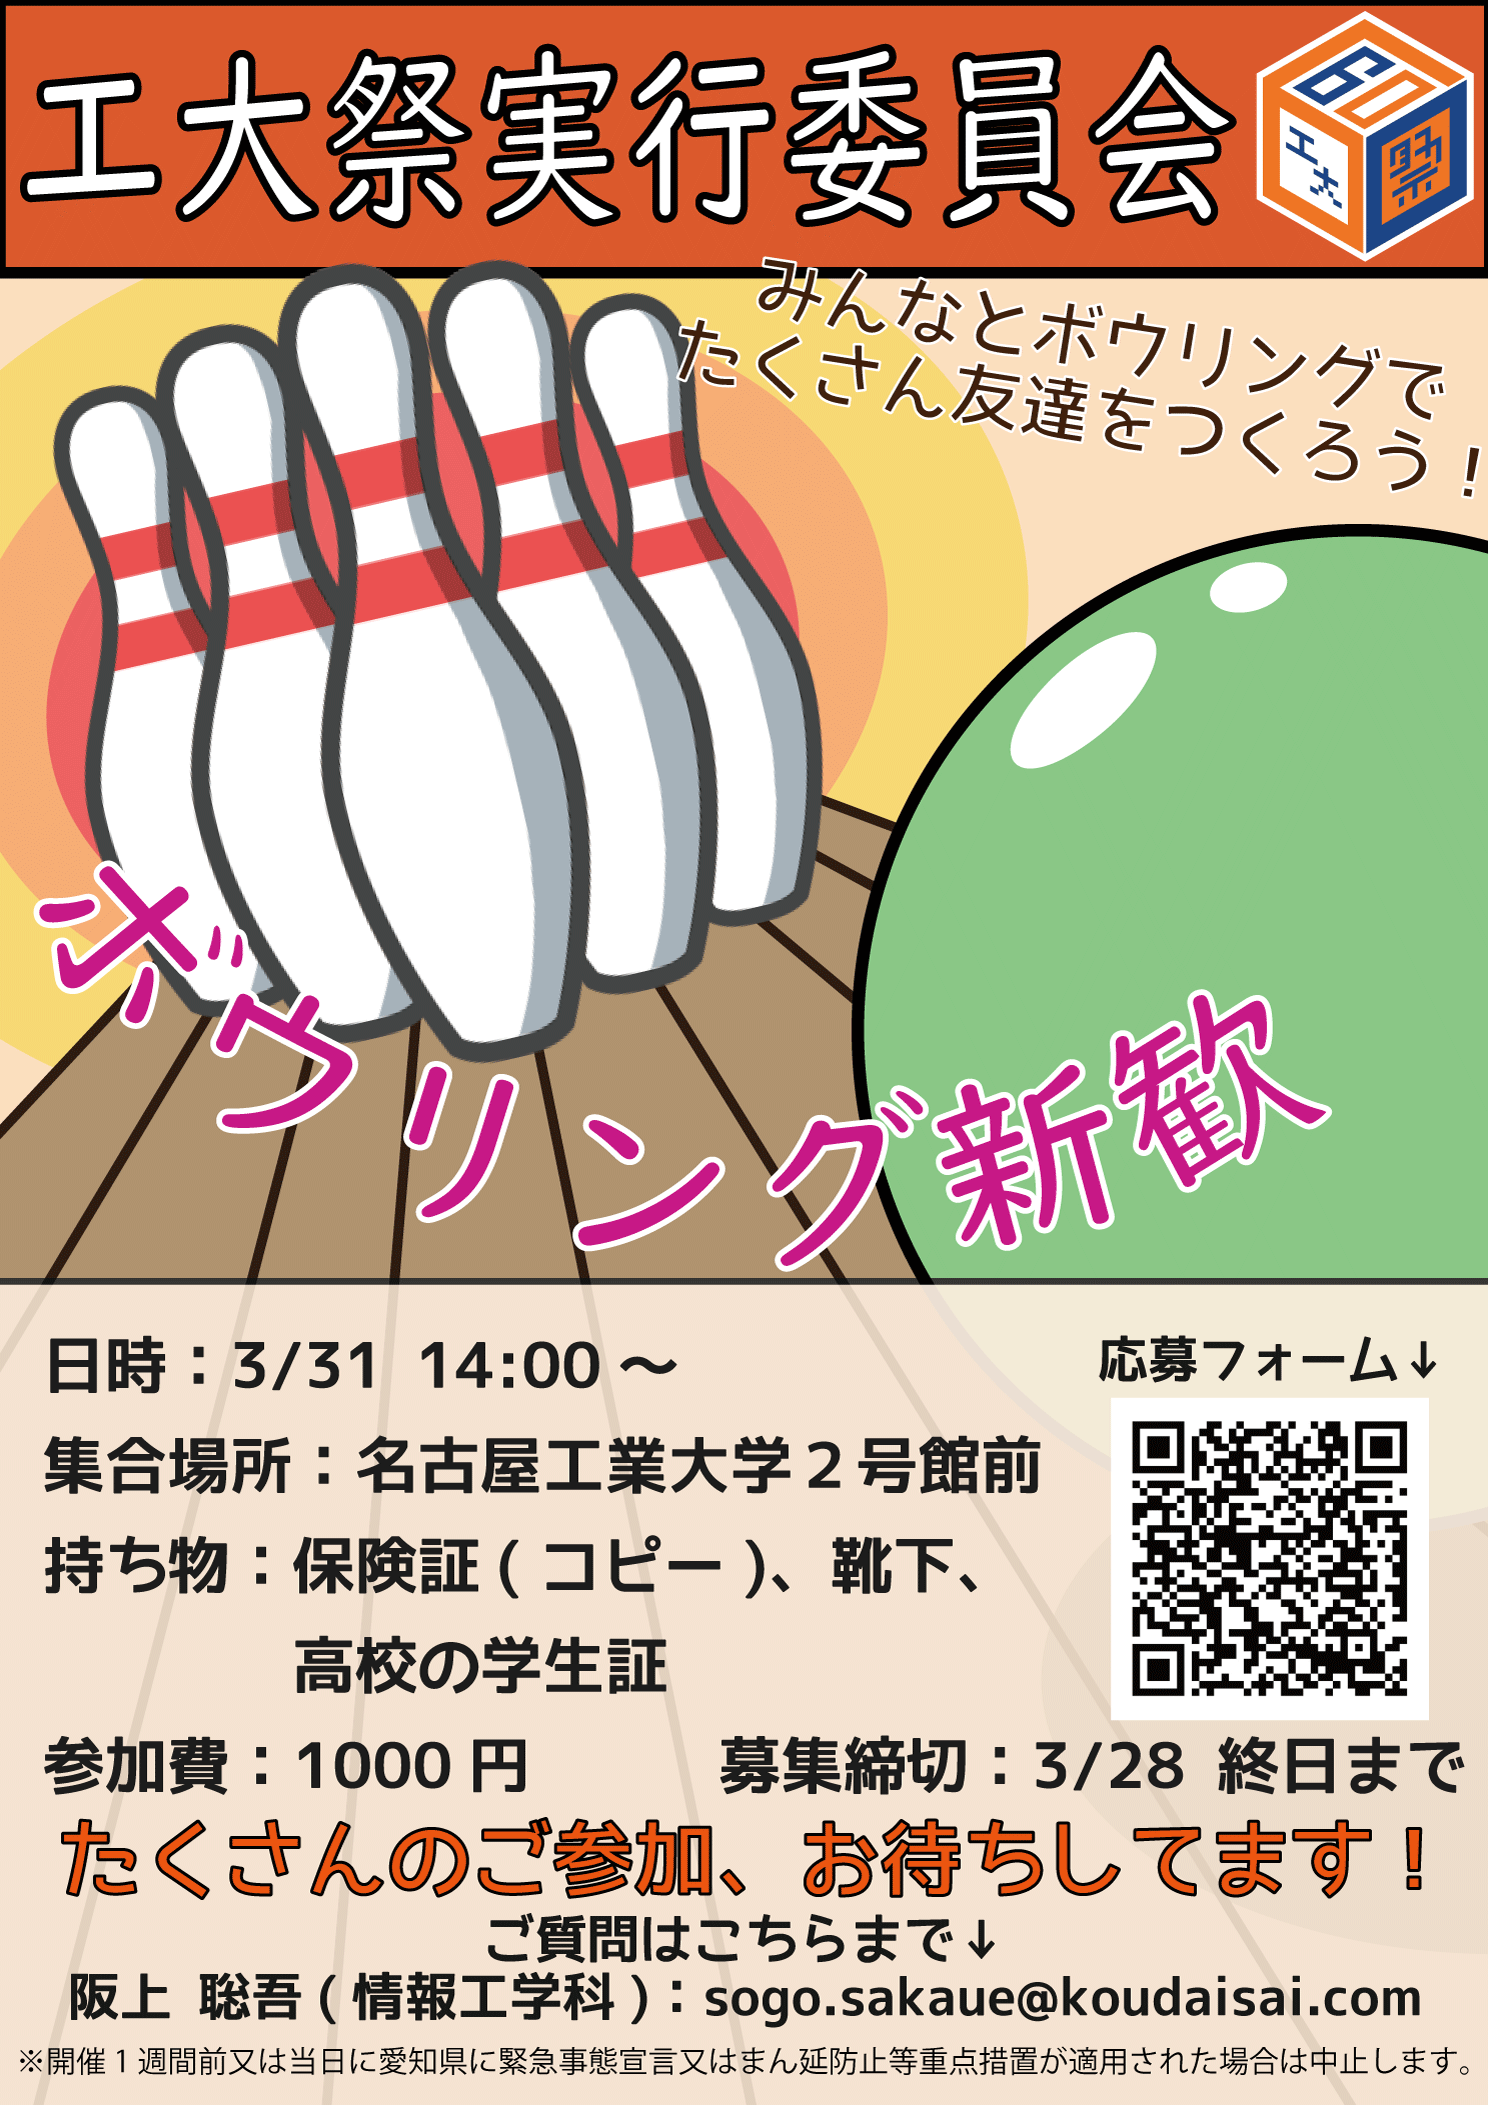 工大祭実行委員会
60
工大
祭
みんなとボウリングで
たくさん友達をつくろう！
ボウリング新歓
日時：3/31 14:00～
応募フォーム↓
集合場所：名古屋工業大学２号館前
持ち物：保険証(コピー)、靴下、
高校の学生証
参加費：1000円
募集締切：3/28 終日まで
たくさんのご参加、お待ちしてます！
ご質問はこちらまで↓
阪上 聡吾(情報工学科)：sogo.sakaue@koudaisai.com
※開催１週間前又は当日に愛知県に緊急事態宣言又はまん延防止等重点措置が適用された場合は中止します。